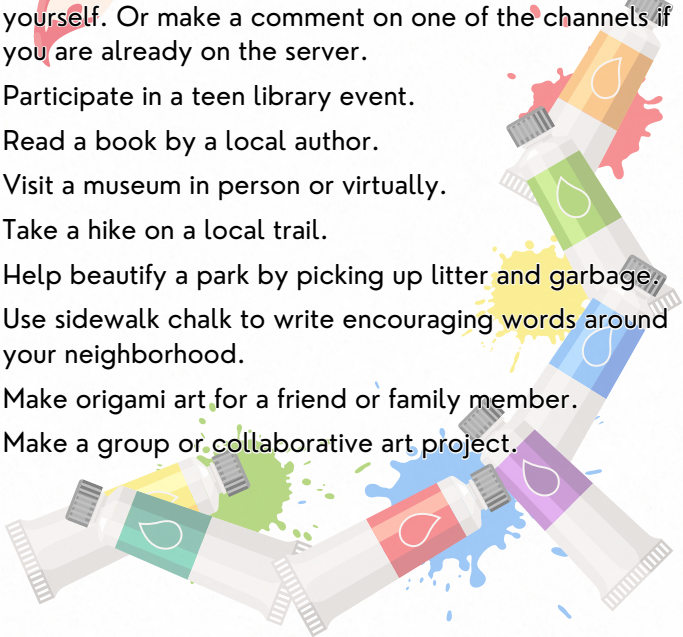 yourself. Or make a comment on one of the channels if
you are already on the server.
Participate in a teen library event.
Read a book by a local author.
Visit a museum in person or virtually.
Take a hike on a local trail.
Help beautify a park by picking up litter and garbage.
Use sidewalk chalk to write encouraging words around
your neighborhood.
Make origami art for a friend or family member.
Make a group or collaborative art project.